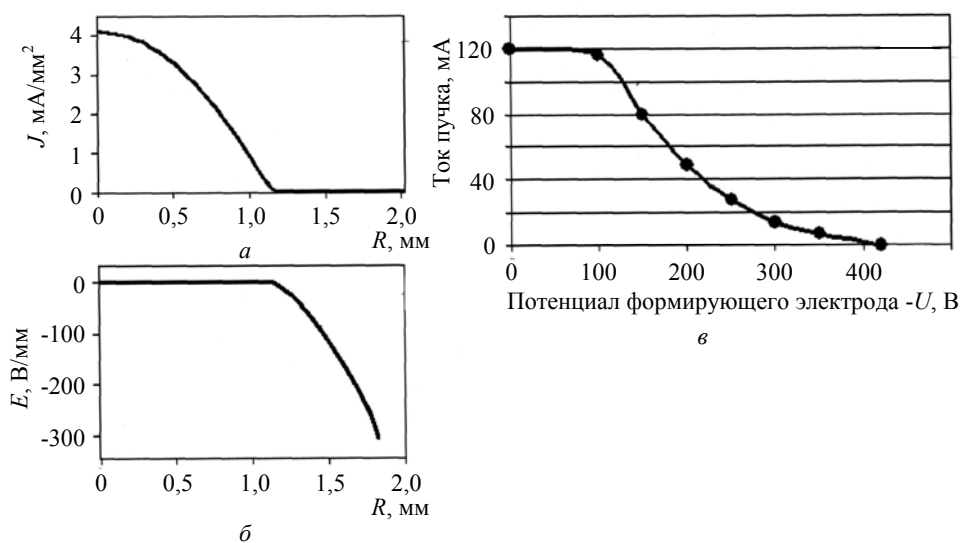 4
3
2
1
0
J, мА/мм²
0 0,5 1,0 1,5 2,0
R, мм
а
0
-100
-200
-300
E, В/мм
0 0,5 1,0 1,5 2,0
R, мм
б
120
80
40
0
Ток пучка, мА
0 100 200 300 400
Потенциал формирующего электрода -U, В
в